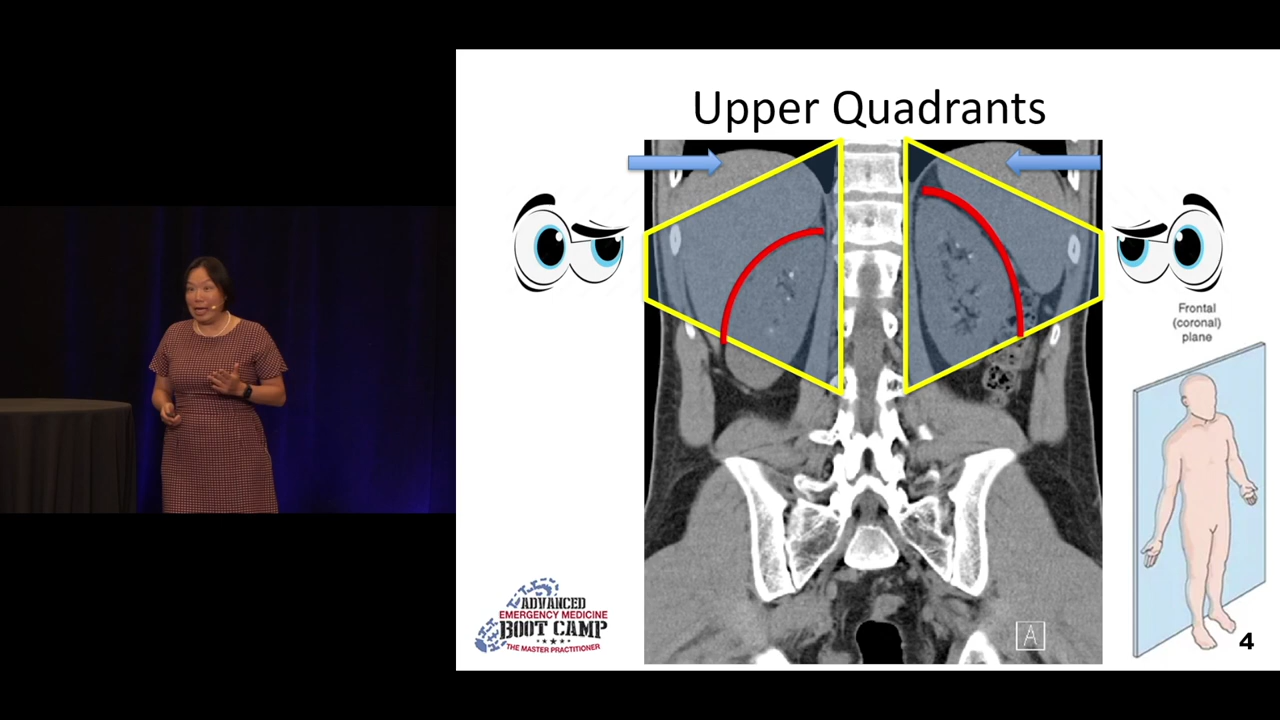 Upper Quadrants
Frontal
(coronal)
plane
A
ADVANCED
EMERGENCY MEDICINE
BOOT CAMP
THE MASTER PRACTITIONER
4